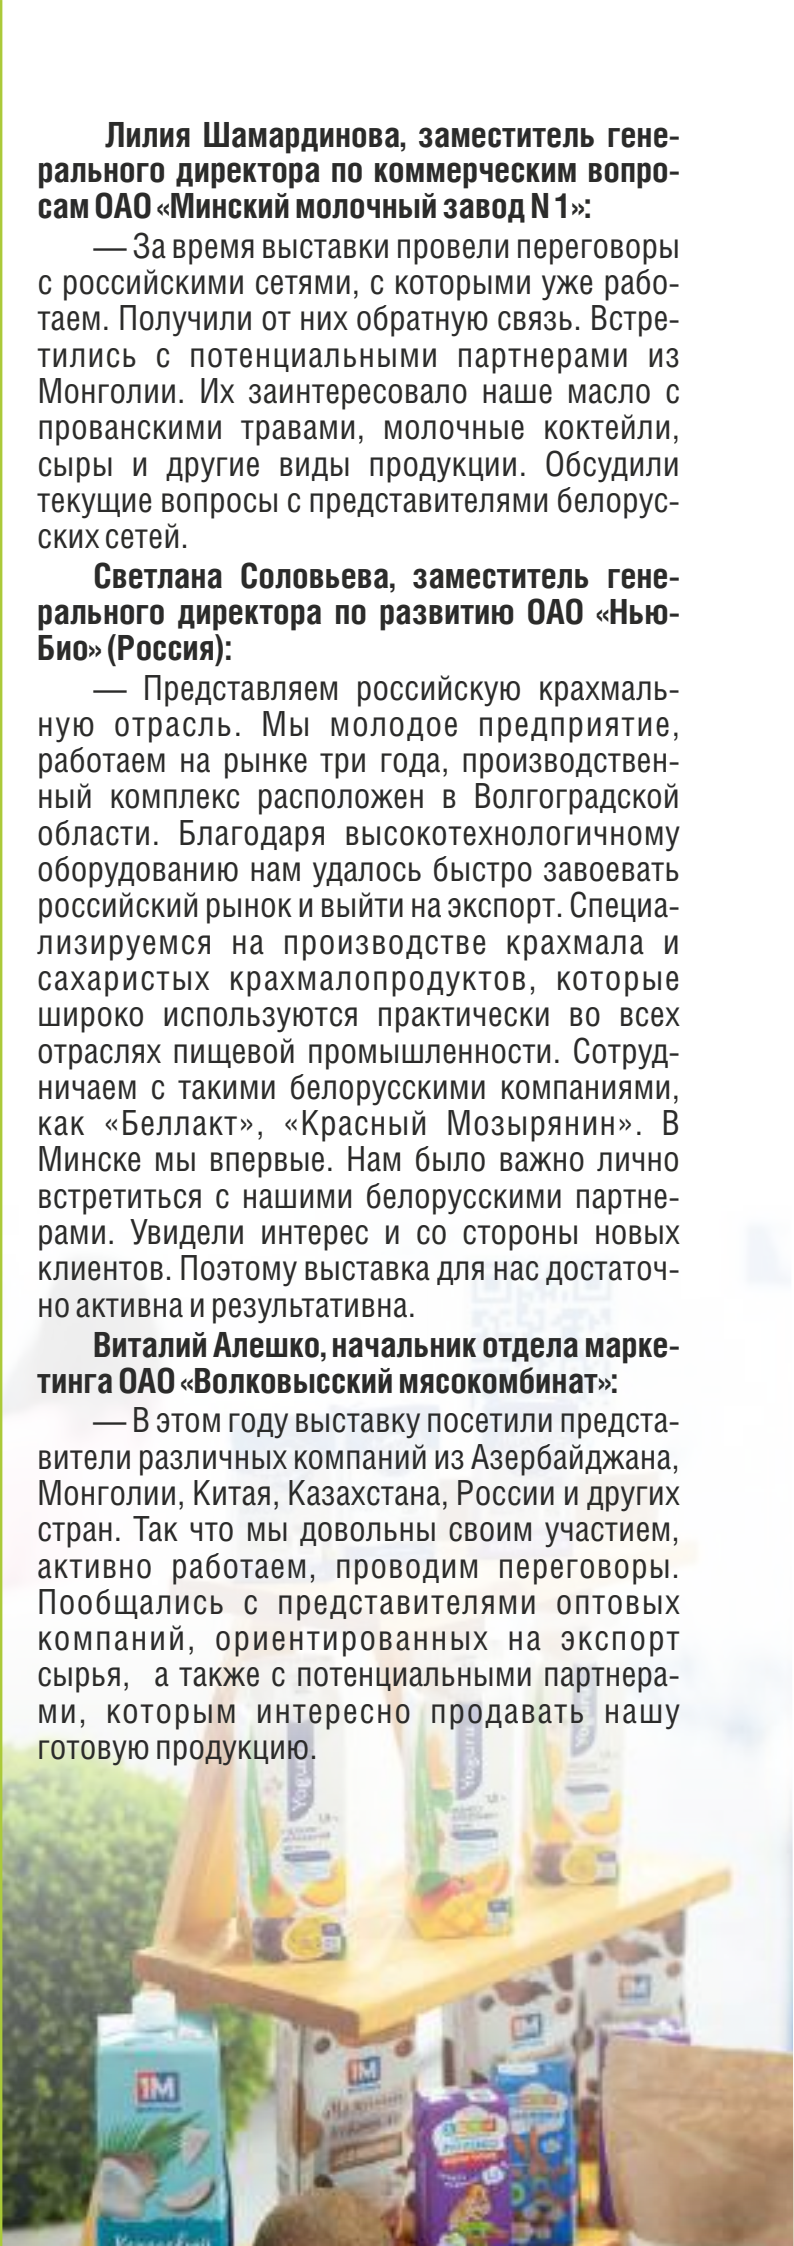 Лилия Шамардинова, заместитель гене-
рального директора по коммерческим вопро-
сам ОАО «Минский молочный завод N 1»:
— За время выставки провели переговоры
с российскими сетями, с которыми уже рабо-
таем. Получили от них обратную связь. Встре-
тились с потенциальными партнерами из
Монголии. Их заинтересовало наше масло с
прованскими травами, молочные коктейли,
сыры и другие виды продукции. Обсудили
текущие вопросы с представителями белорус-
ских сетей.
Светлана Соловьева, заместитель гене-
рального директора по развитию ОАО «Нью-
Био» (Россия):
— Представляем российскую крахмаль-
ную отрасль. Мы молодое предприятие,
работаем на рынке три года, производствен-
ный комплекс расположен в Волгоградской
области. Благодаря высокотехнологичному
оборудованию нам удалось быстро завоевать
российский рынок и выйти на экспорт. Специа-
лизируемся на производстве крахмала и
сахаристых крахмалопродуктов, которые
широко используются практически во всех
отраслях пищевой промышленности. Сотруд-
ничаем с такими белорусскими компаниями,
как «Беллакт», «Красный Мозырянин». В
Минске мы впервые. Нам было важно лично
встретиться с нашими белорусскими партне-
рами. Увидели интерес и со стороны новых
клиентов. Поэтому выставка для нас достаточ-
но активна и результативна.
Виталий Алешко, начальник отдела марке-
тинга ОАО «Волковысский мясокомбинат»:
— В этом году выставку посетили предста-
вители различных компаний из Азербайджана,
Монголии, Китая, Казахстана, России и других
стран. Так что мы довольны своим участием,
активно работаем, проводим переговоры.
Пообщались с представителями оптовых
компаний, ориентированных на экспорт
сырья, а также с потенциальными партнера-
ми, которым интересно продавать нашу
готовую продукцию.
1М
1М
1М
1М